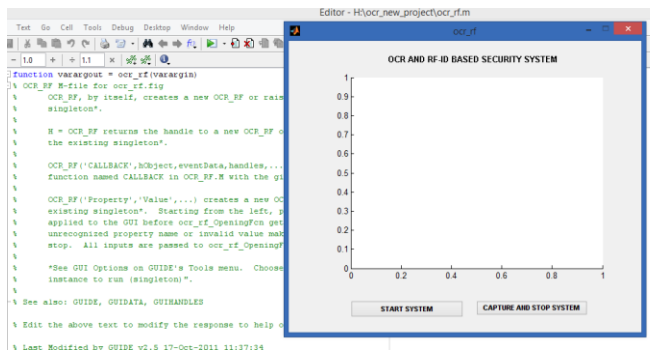 Editor - H:\ocr_new_project\ocr_rf.m
Text Go Cell Tools Debug Desktop Window Help
1.0
1.1
function varargout = ocr_rf(varargin)
% OCR_RF M-file for ocr_rf.fig
% OCR_RF, by itself, creates a new OCR_RF or rais
% singleton*.
%
% H = OCR_RF returns the handle to a new OCR_RF o
% the existing singleton*.
%
% OCR_RF('CALLBACK',hObject,eventData,handles,...
% function named CALLBACK in OCR_RF.M with the gi
%
% OCR_RF('Property','Value',...) creates a new OC
% existing singleton*. Starting from the left, p
% applied to the GUI before ocr_rf_OpeningFcn get
% unrecognized property name or invalid value mak
% stop. All inputs are passed to ocr_rf_OpeningF
%
% *See GUI Options on GUIDE's Tools menu. Choose
% instance to run (singleton)".
%
% See also: GUIDE, GUIDATA, GUIHANDLES
% Edit the above text to modify the response to help o
% Last Modified by GUIDE v2.5 17-Oct-2011 11:37:34
ocr_rf
OCR AND RF-ID BASED SECURITY SYSTEM
1
0.9
0.8
0.7
0.6
0.5
0.4
0.3
0.2
0.1
0
0 0.2 0.4 0.6 0.8 1
START SYSTEM
CAPTURE AND STOP SYSTEM